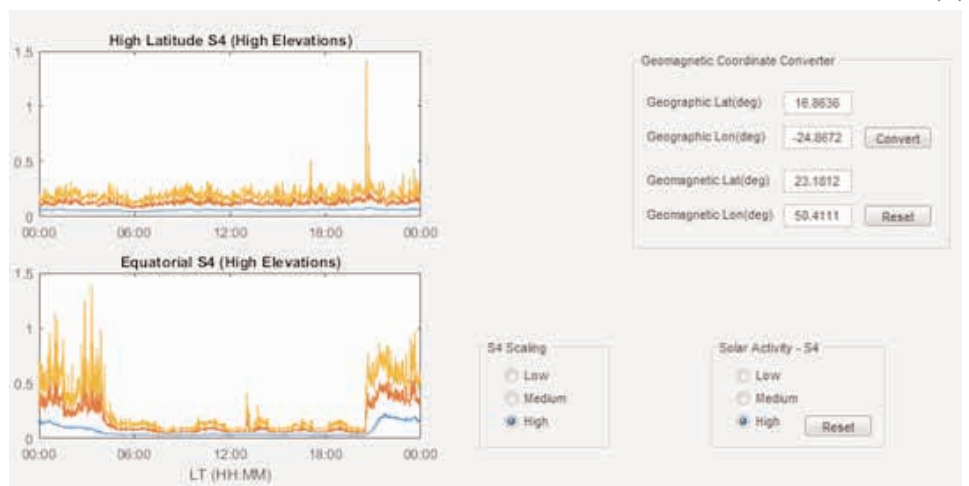 High Latitude S4 (High Elevations)
1.5
1
0.5
0
00:00 06:00 12:00 18:00 00:00
Equatorial S4 (High Elevations)
1.5
1
0.5
0
00:00 06:00 12:00 18:00 00:00
LT (HH:MM)
Geomagnetic Coordinate Converter
Geographic Lat(deg) 16.8636
Geographic Lon(deg) -24.8672 Convert
Geomagnetic Lat(deg) 23.1812
Geomagnetic Lon(deg) 50.4111 Reset
S4 Scaling
Low
Medium
High
Solar Activity - S4
Low
Medium
High Reset